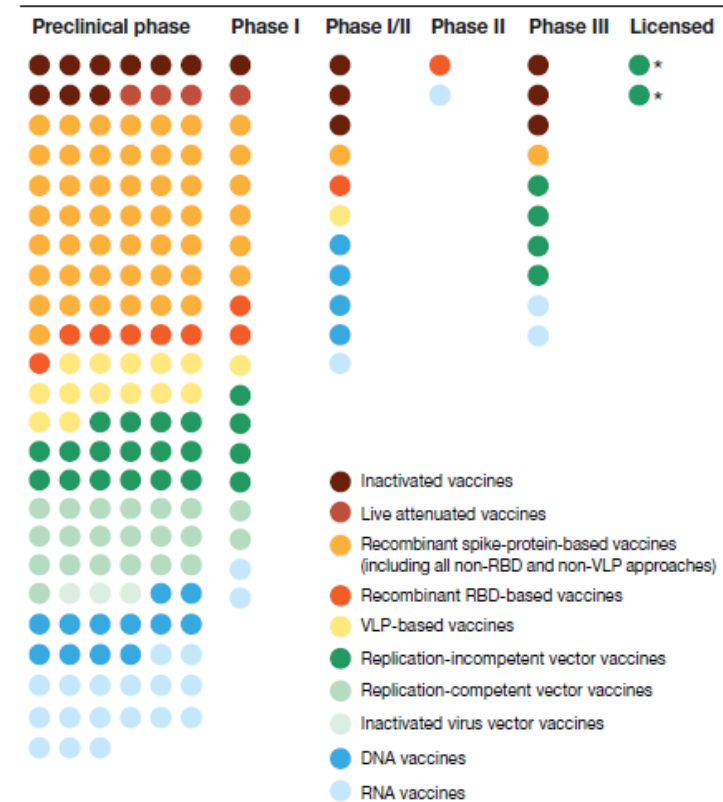 Preclinical phase Phase I Phase I/II Phase II Phase III Licensed
*
*
Inactivated vaccines
Live attenuated vaccines
Recombinant spike-protein-based vaccines
(including all non-RBD and non-VLP approaches)
Recombinant RBD-based vaccines
VLP-based vaccines
Replication-incompetent vector vaccines
Replication-competent vector vaccines
Inactivated virus vector vaccines
DNA vaccines
RNA vaccines